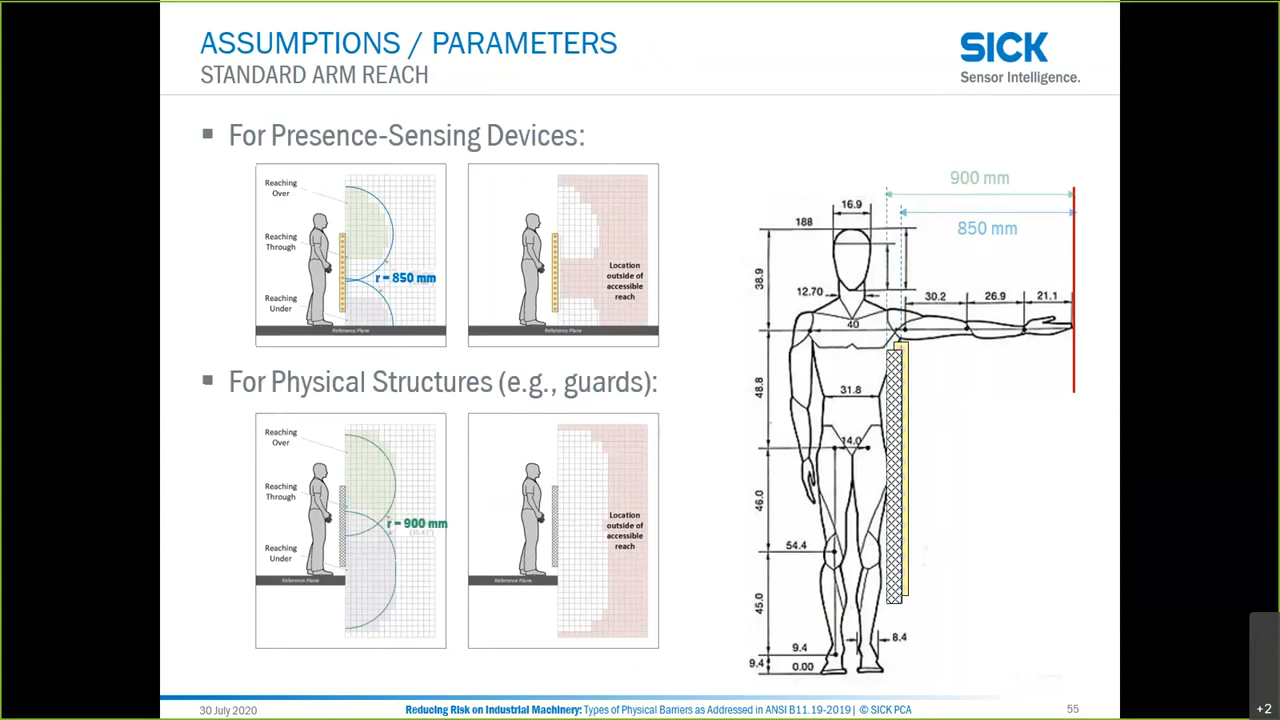 ASSUMPTIONS / PARAMETERS
STANDARD ARM REACH
SICK
Sensor Intelligence.
▪ For Presence-Sensing Devices:
Reaching
Over
Reaching
Through
Reaching
Under
r = 850 mm
Reference Plane
Location
outside of
accessible
reach
Reference Plane
▪ For Physical Structures (e.g., guards):
Reaching
Over
Reaching
Through
Reaching
Under
r = 900 mm
Reference Plane
Location
outside of
accessible
reach
Reference Plane
900 mm
850 mm
16.9
188
38.9
12.70
40
30.2
26.9
21.1
48.8
31.8
14.0
46.0
54.4
45.0
8.4
9.4
9.4
0.00
30 July 2020
Reducing Risk on Industrial Machinery: Types of Physical Barriers as Addressed in ANSI B11.19-2019| © SICK PCA
55
+2